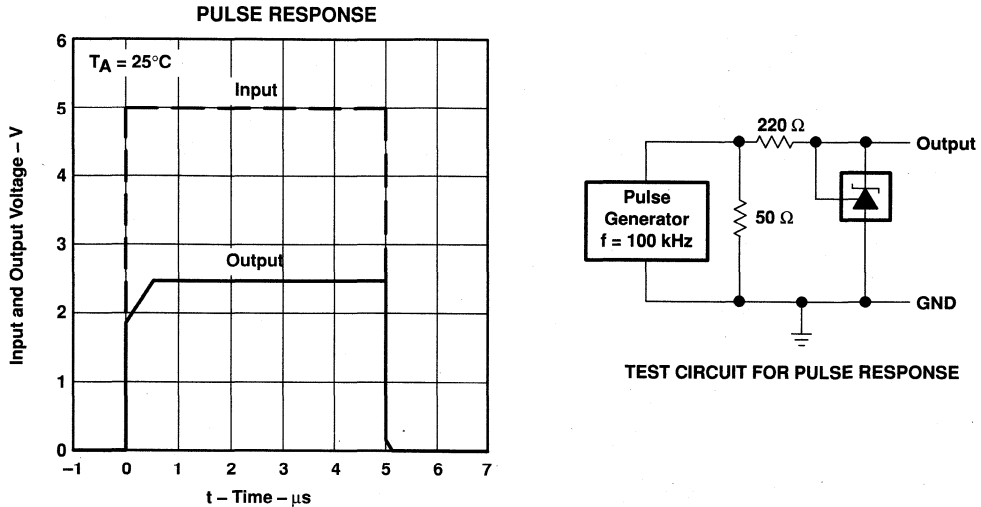 PULSE RESPONSE
6
TA = 25°C
Input
5
4
3
Output
2
1
0
–1 0 1 2 3 4 5 6 7
t – Time – μs
Input and Output Voltage – V
220 Ω
Output
Pulse
Generator
f = 100 kHz
50 Ω
GND
TEST CIRCUIT FOR PULSE RESPONSE